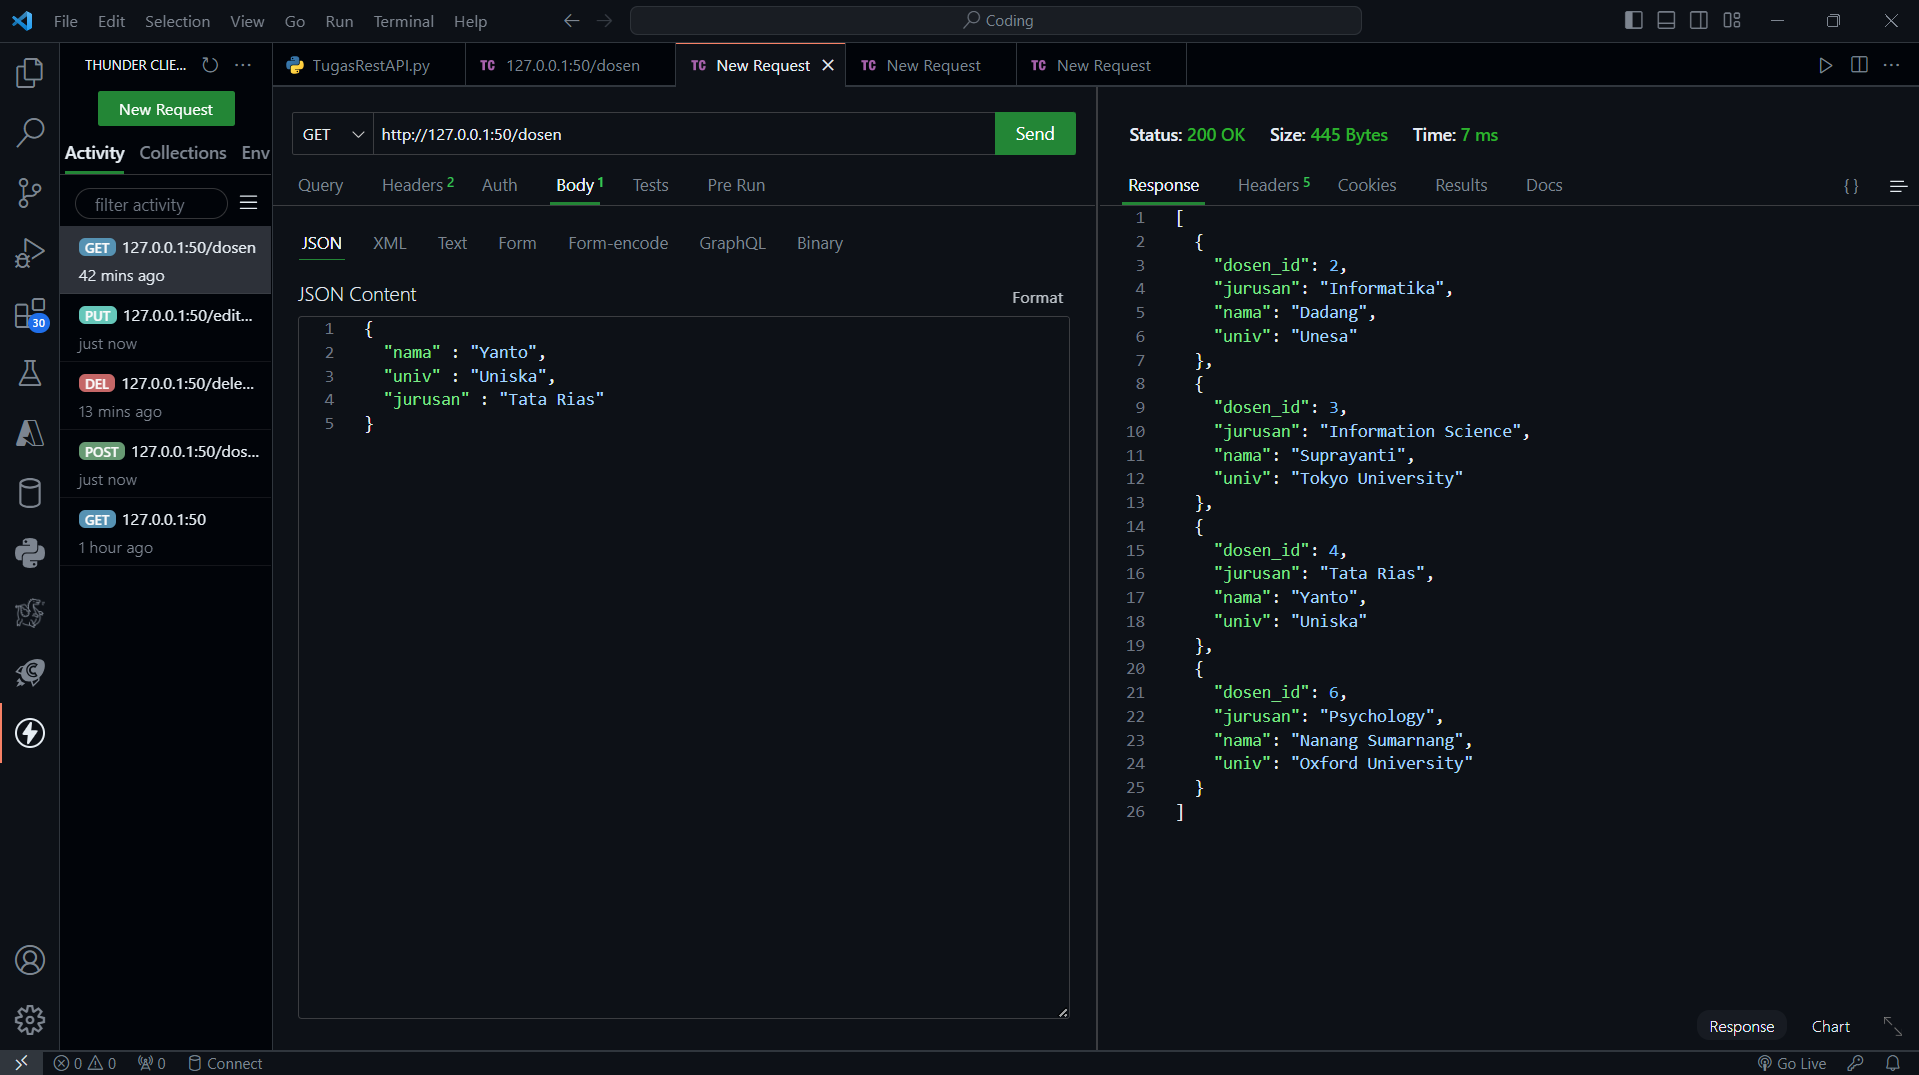 File Edit Selection View Go Run Terminal Help
Coding
THUNDER CLIE...
TugasRestAPI.py
TC 127.0.0.1:50/dosen
TC New Request
TC New Request
TC New Request
New Request
Activity Collections Env
filter activity
GET 127.0.0.1:50/dosen
42 mins ago
PUT 127.0.0.1:50/edit...
just now
DEL 127.0.0.1:50/dele...
13 mins ago
POST 127.0.0.1:50/dos...
just now
GET 127.0.0.1:50
1 hour ago
30
GET http://127.0.0.1:50/dosen Send
Query Headers 2 Auth Body 1 Tests Pre Run
JSON XML Text Form Form-encode GraphQL Binary
JSON Content
Format
1 {
2 "nama" : "Yanto",
3 "univ" : "Uniska",
4 "jurusan" : "Tata Rias"
5 }
Status: 200 OK Size: 445 Bytes Time: 7 ms
Response Headers 5 Cookies Results Docs
{ }
1 [
2 {
3 "dosen_id": 2,
4 "jurusan": "Informatika",
5 "nama": "Dadang",
6 "univ": "Unesa"
7 },
8 {
9 "dosen_id": 3,
10 "jurusan": "Information Science",
11 "nama": "Suprayanti",
12 "univ": "Tokyo University"
13 },
14 {
15 "dosen_id": 4,
16 "jurusan": "Tata Rias",
17 "nama": "Yanto",
18 "univ": "Uniska"
19 },
20 {
21 "dosen_id": 6,
22 "jurusan": "Psychology",
23 "nama": "Nanang Sumarnang",
24 "univ": "Oxford University"
25 }
26 ]
Response Chart
0 0 0 Connect
Go Live